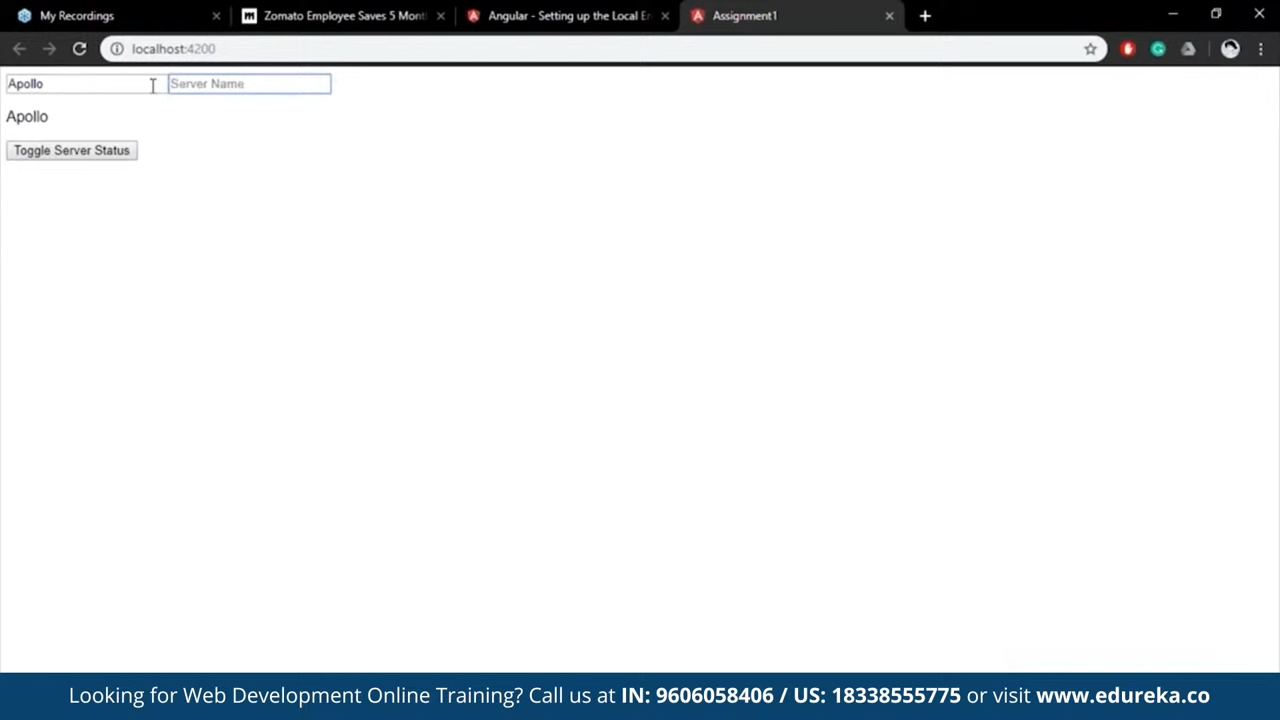 My Recordings
Zomato Employee Saves 5 Mont
Angular - Setting up the Local En
Assignment1
localhost:4200
Apollo
Server Name
Apollo
Toggle Server Status
Looking for Web Development Online Training? Call us at IN: 9606058406 / US: 18338555775 or visit www.edureka.co